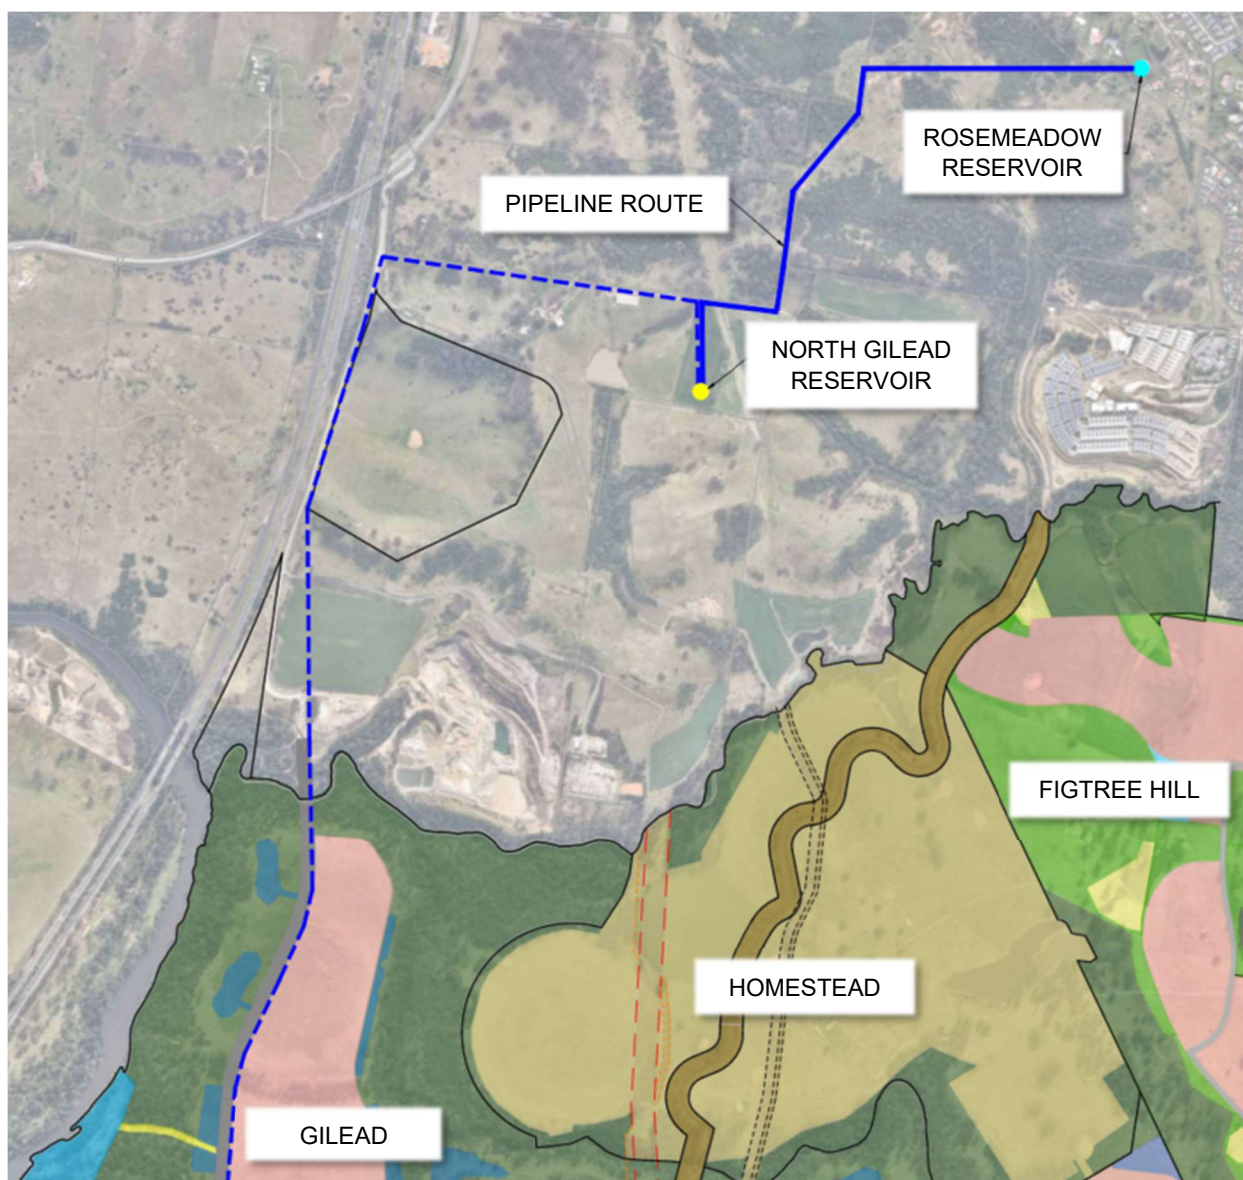 ROSEMEADOW
RESERVOIR
PIPELINE ROUTE
NORTH GILEAD
RESERVOIR
FIGTREE HILL
HOMESTEAD
GILEAD